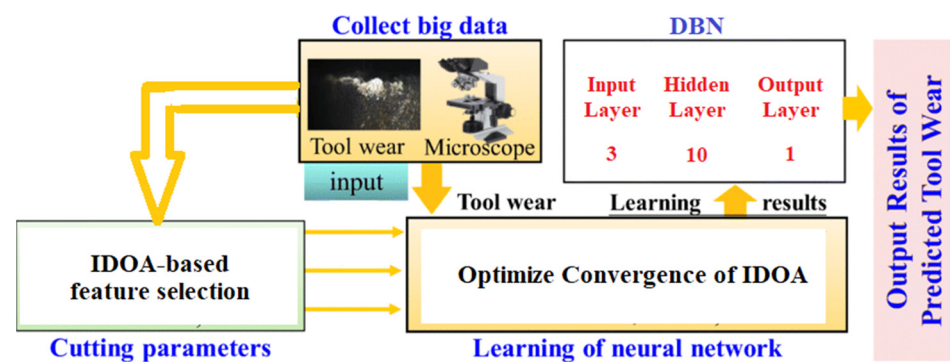 Collect big data
Tool wear
Microscope
input
Tool wear
DBN
Input
Layer
3
Hidden
Layer
10
Output
Layer
1
Learning results
IDOA-based
feature selection
Cutting parameters
Optimize Convergence of IDOA
Learning of neural network
Output Results of
Predicted Tool Wear